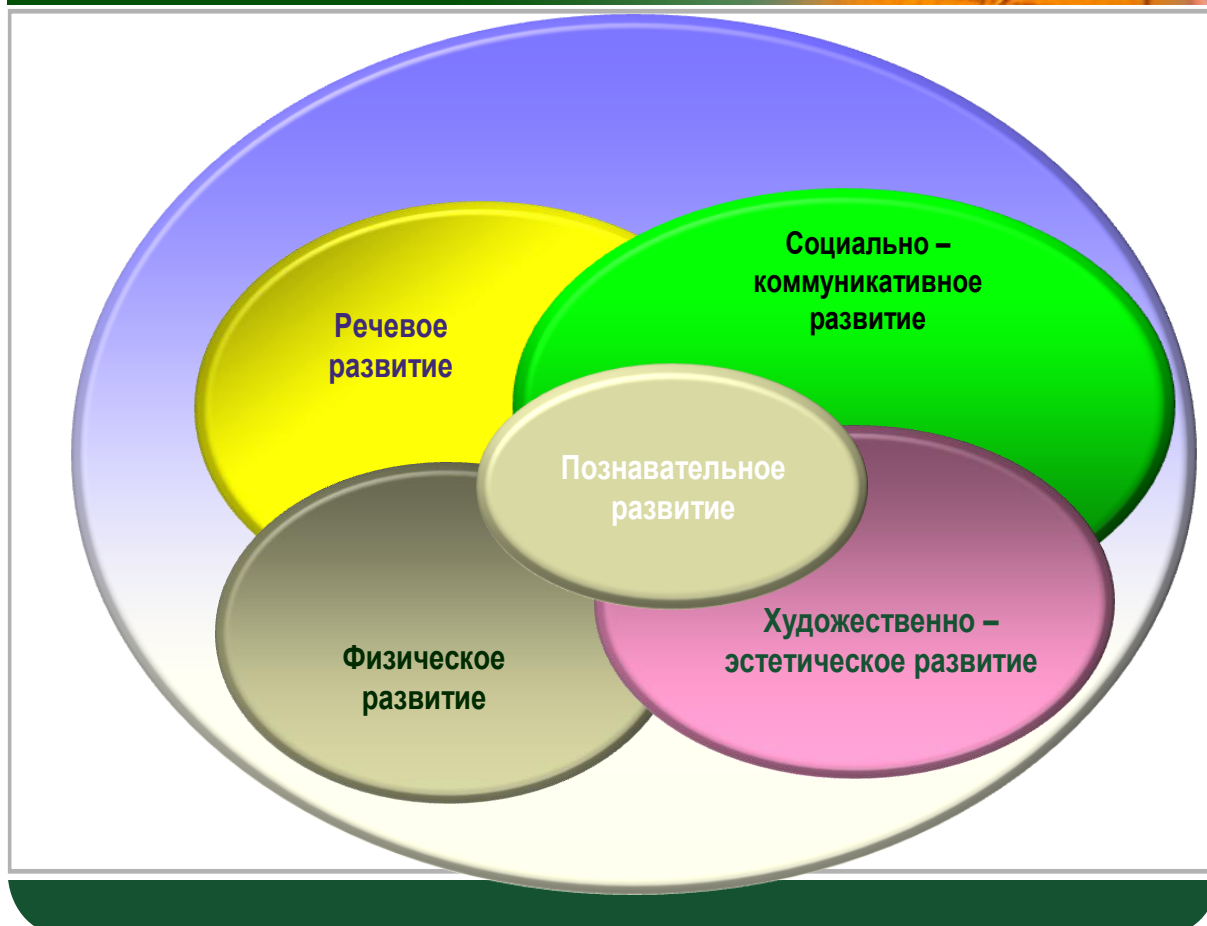 Социально –
коммуникативное
развитие
Речевое
развитие
Познавательное
развитие
Художественно –
эстетическое развитие
Физическое
развитие